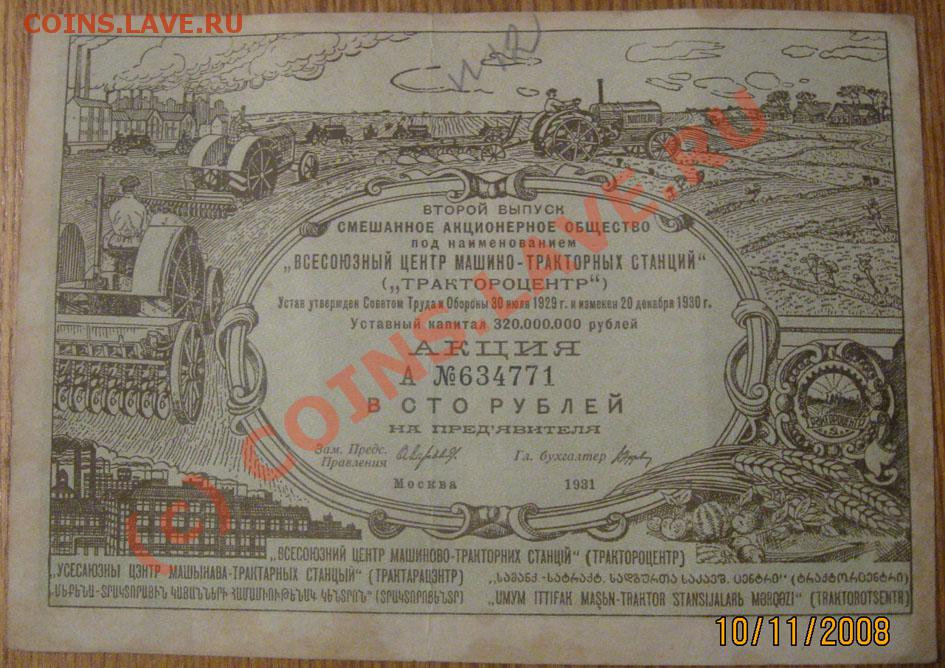 COINS.LAVE.RU
ВТОРОЙ ВЫПУСК
СМЕШАННОЕ АКЦИОНЕРНОЕ ОБЩЕСТВО
под наименованием
„ВСЕСОЮЗНЫЙ ЦЕНТР МАШИНО-ТРАКТОРНЫХ СТАНЦИЙ“
(„ТРАКТОРОЦЕНТР“)
Устав утвержден Советом Труда и Обороны 30 июля 1929 г. и изменен 20 декабря 1930 г.
Уставный капитал 320.000.000 рублей
АКЦИЯ
А №634771
В СТО РУБЛЕЙ
НА ПРЕД'ЯВИТЕЛЯ
Зам. Предс. Правления
Гл. бухгалтер
Москва 1931
ТРАКТОРОЦЕНТР
„ВСЕСОЮЗНИЙ ЦЕНТР МАШИНОВО-ТРАКТОРНИХ СТАНЦІЙ“ (ТРАКТОРОЦЕНТР)
„УСЕСАЮЗНЫ ЦЭНТР МАШЫНАВА-ТРАКТАРНЫХ СТАНЦЫЙ“ (ТРАКТАРАЦЭНТР)
„UMUM ITTIFAK MAŞЬN-TRAKTOR STANSIJALARЬ MƏRQƏZI“ (TRAKTOROTSENTR)
(C) COINS.LAVE.RU
10/11/2008